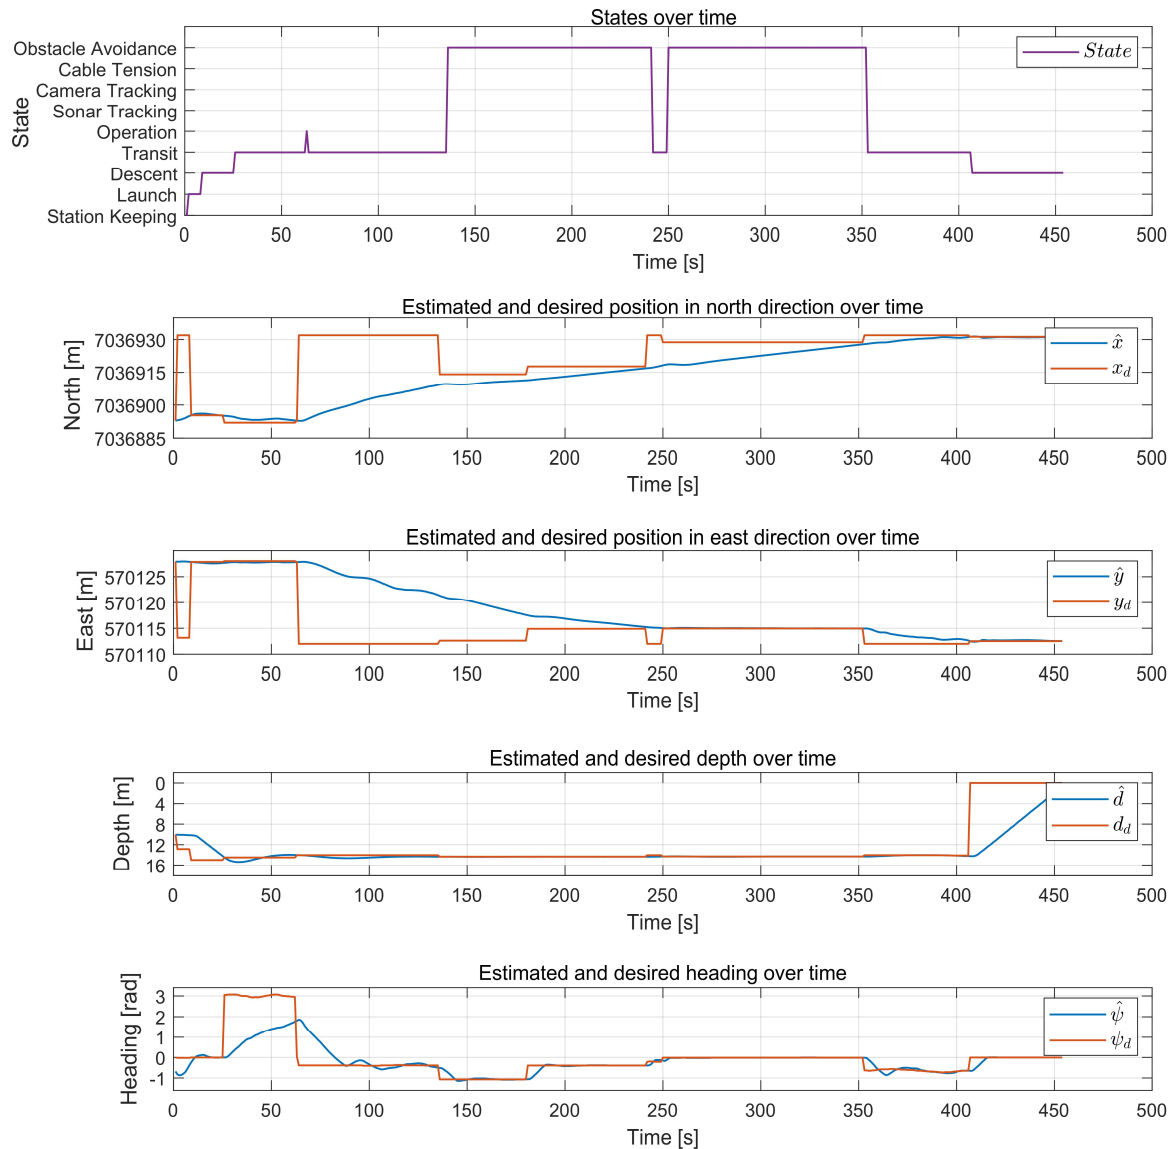 States over time
State
Obstacle Avoidance
Cable Tension
Camera Tracking
Sonar Tracking
Operation
Transit
Descent
Launch
Station Keeping
State
0 50 100 150 200 250 300 350 400 450 500
Time [s]
Estimated and desired position in north direction over time
North [m]
7036930
7036915
7036900
7036885
x̂
x_d
0 50 100 150 200 250 300 350 400 450 500
Time [s]
Estimated and desired position in east direction over time
East [m]
570125
570120
570115
570110
ŷ
y_d
0 50 100 150 200 250 300 350 400 450 500
Time [s]
Estimated and desired depth over time
Depth [m]
0
4
8
12
16
d̂
d_d
0 50 100 150 200 250 300 350 400 450 500
Time [s]
Estimated and desired heading over time
Heading [rad]
3
2
1
0
-1
ψ̂
ψ_d
0 50 100 150 200 250 300 350 400 450 500
Time [s]